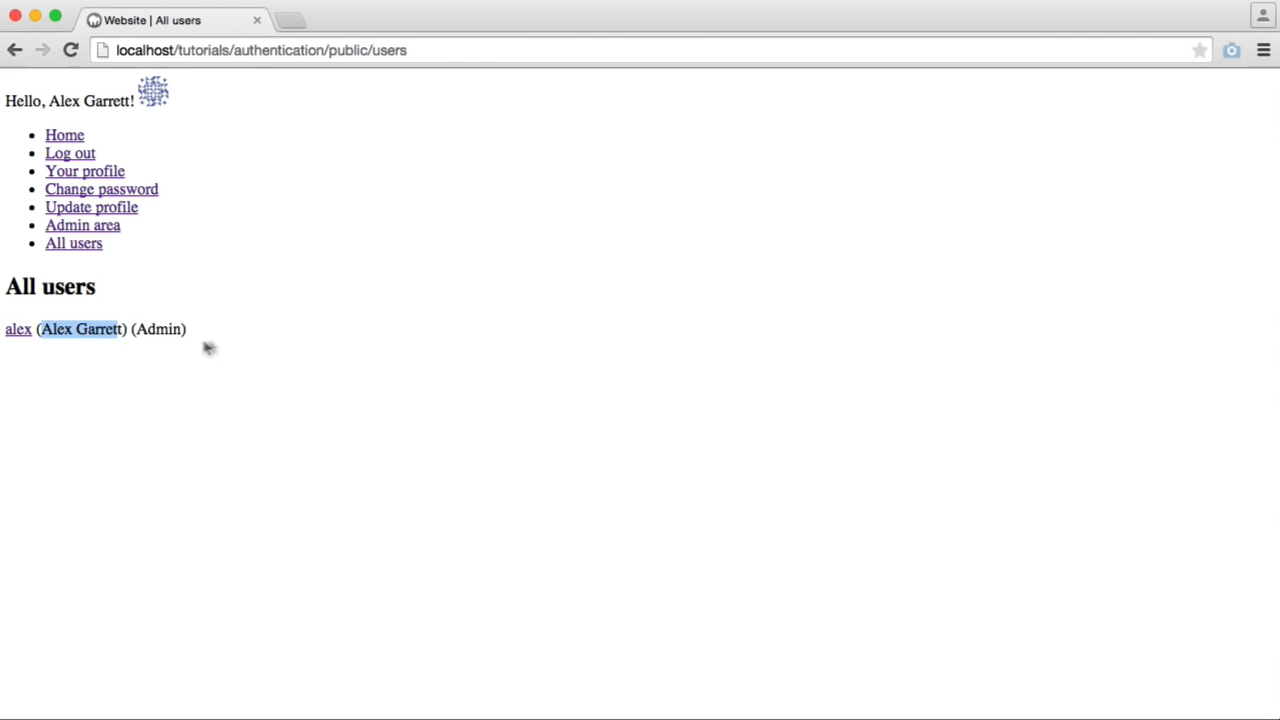 Website | All users
localhost/tutorials/authentication/public/users
Hello, Alex Garrett!
Home
Log out
Your profile
Change password
Update profile
Admin area
All users
All users
alex (Alex Garrett) (Admin)